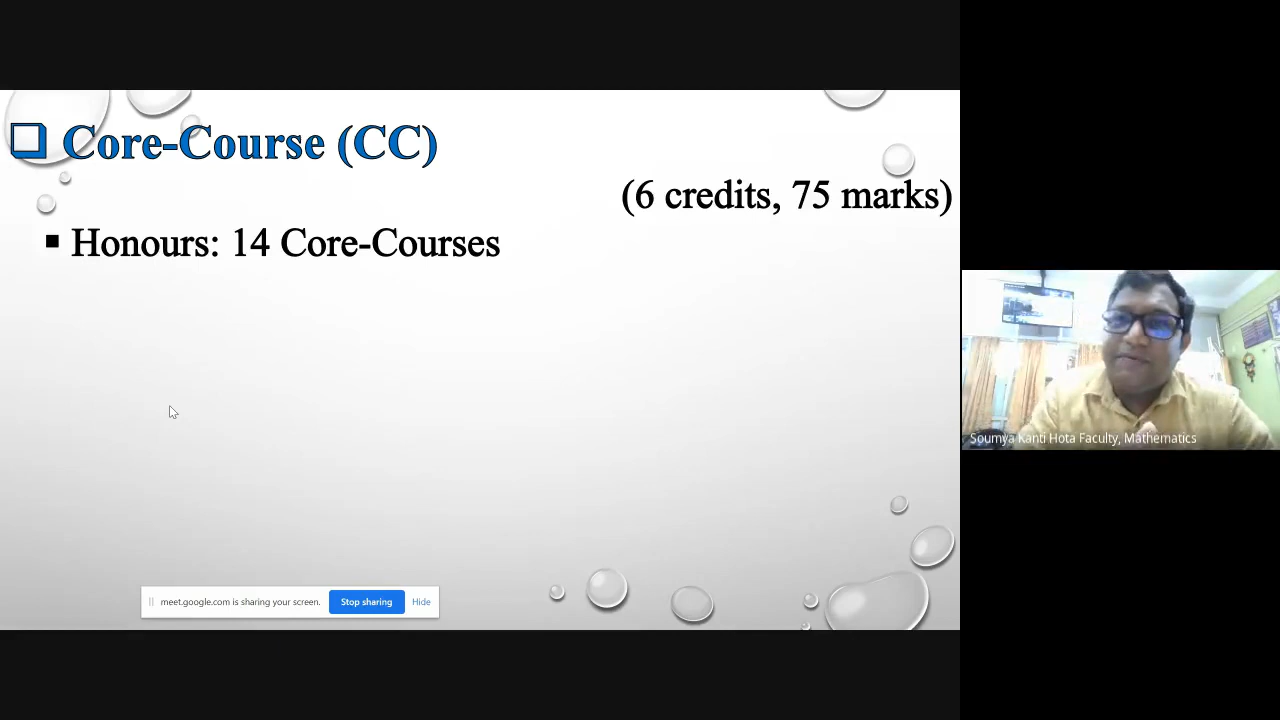 Core-Course (CC)
(6 credits, 75 marks)
Honours: 14 Core-Courses
Soumya Kanti Hota Faculty, Mathematics
meet.google.com is sharing your screen.
Stop sharing
Hide